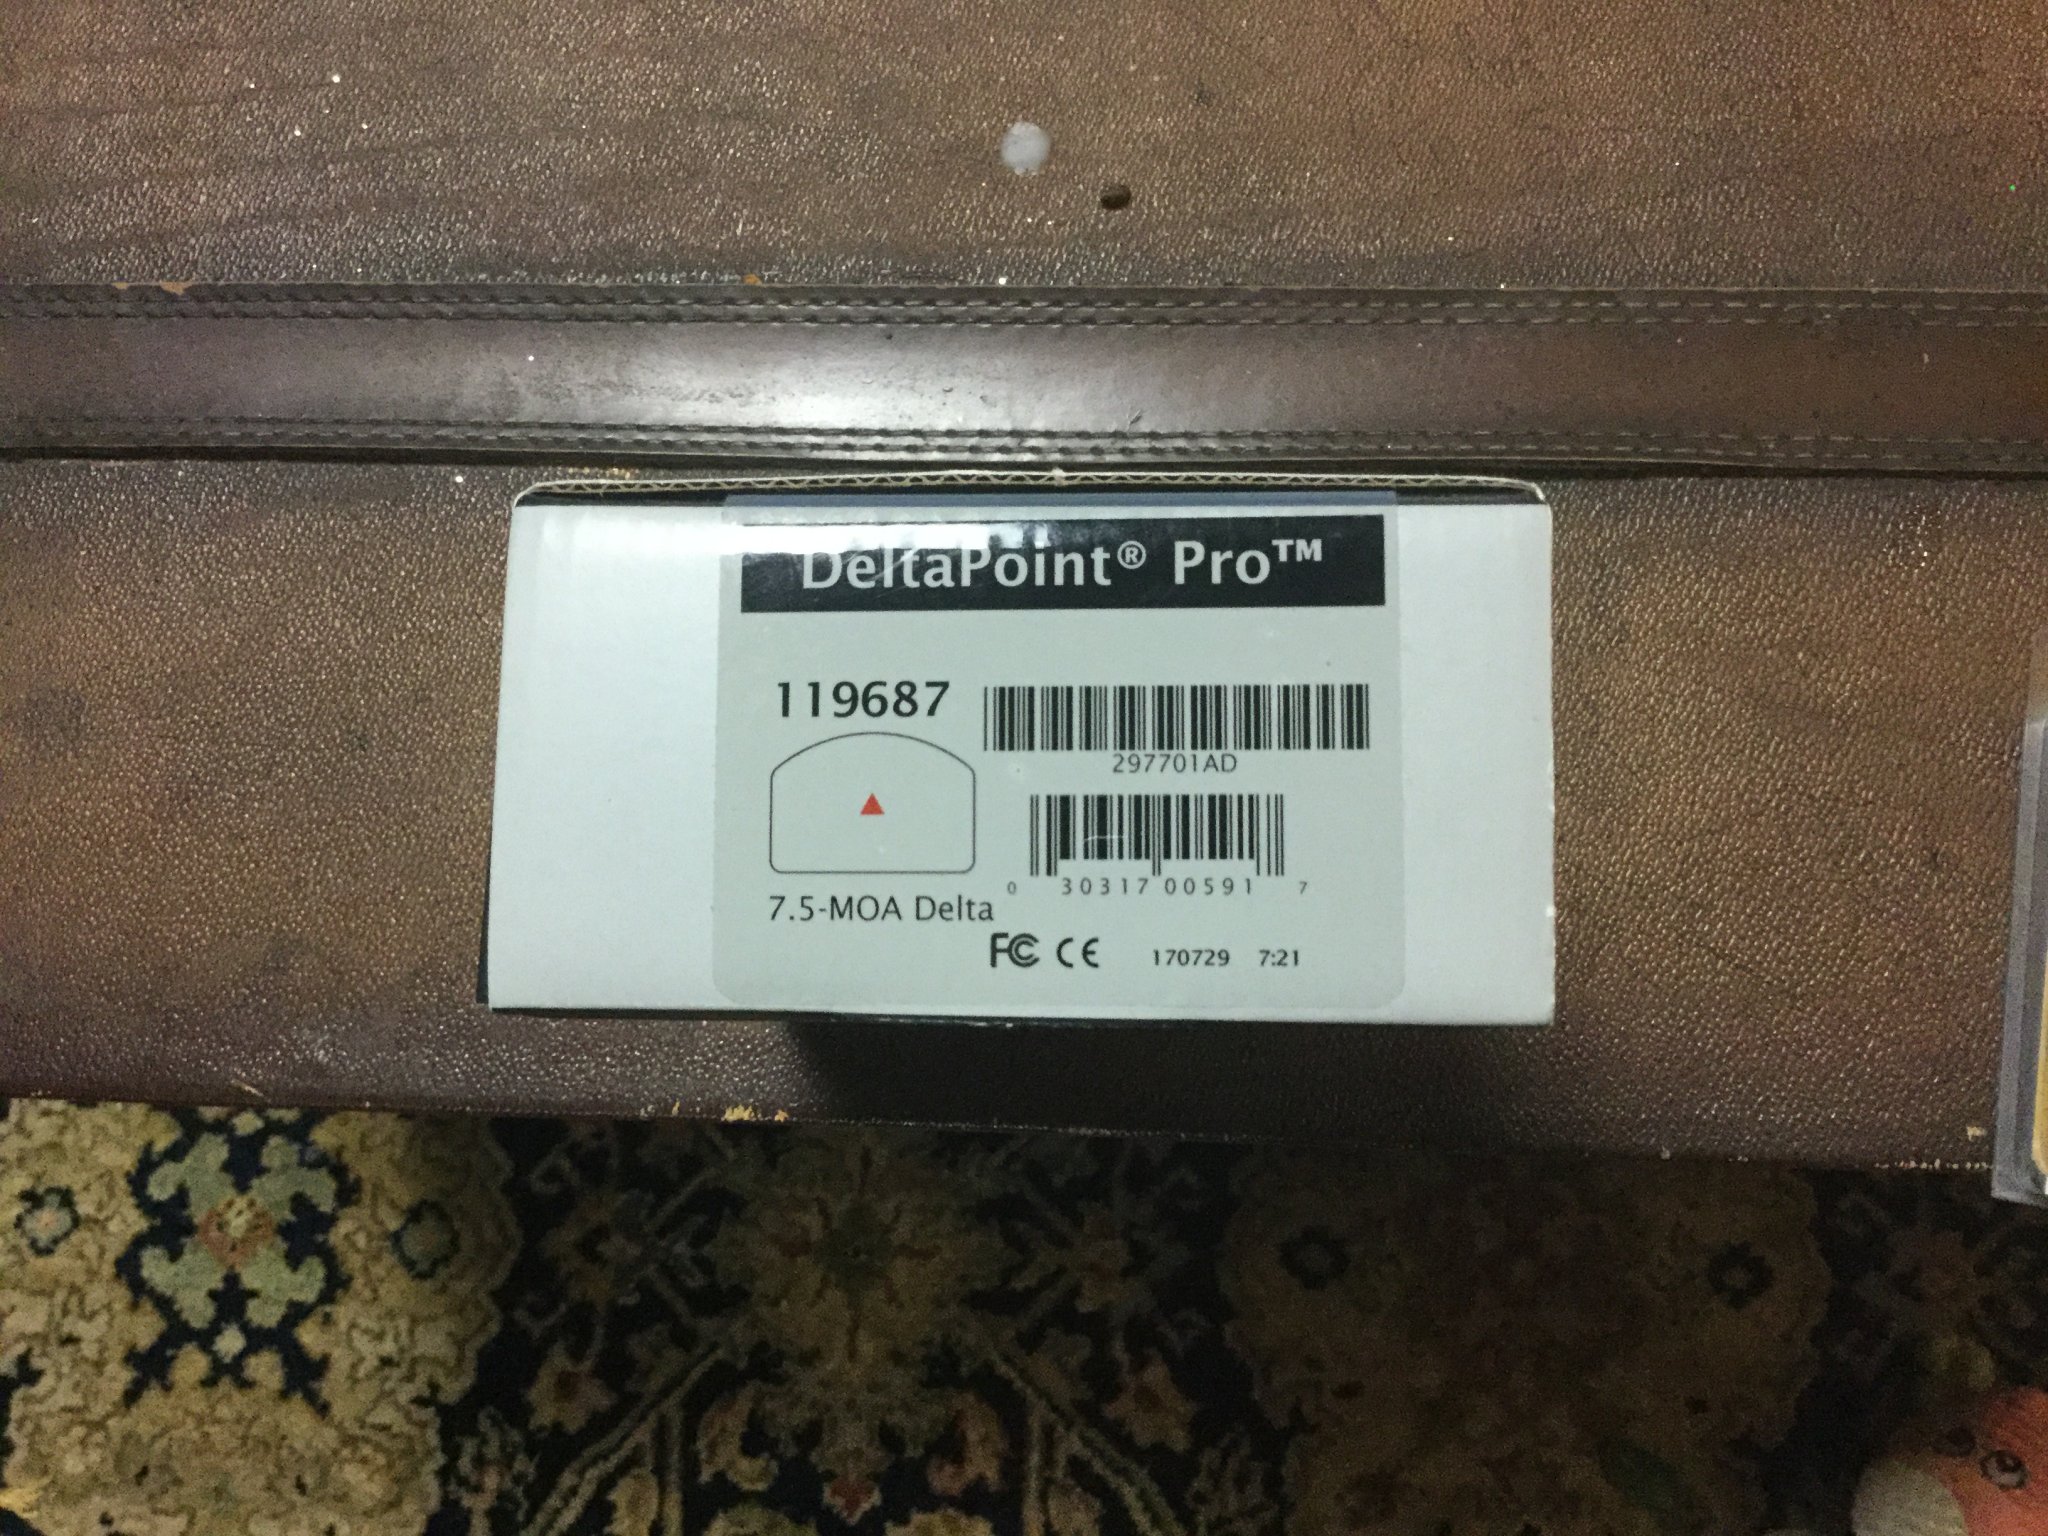 DeltaPoint® Pro™
119687
297701AD
0 30317 00591 7
7.5-MOA Delta
FC CE 170729 7:21